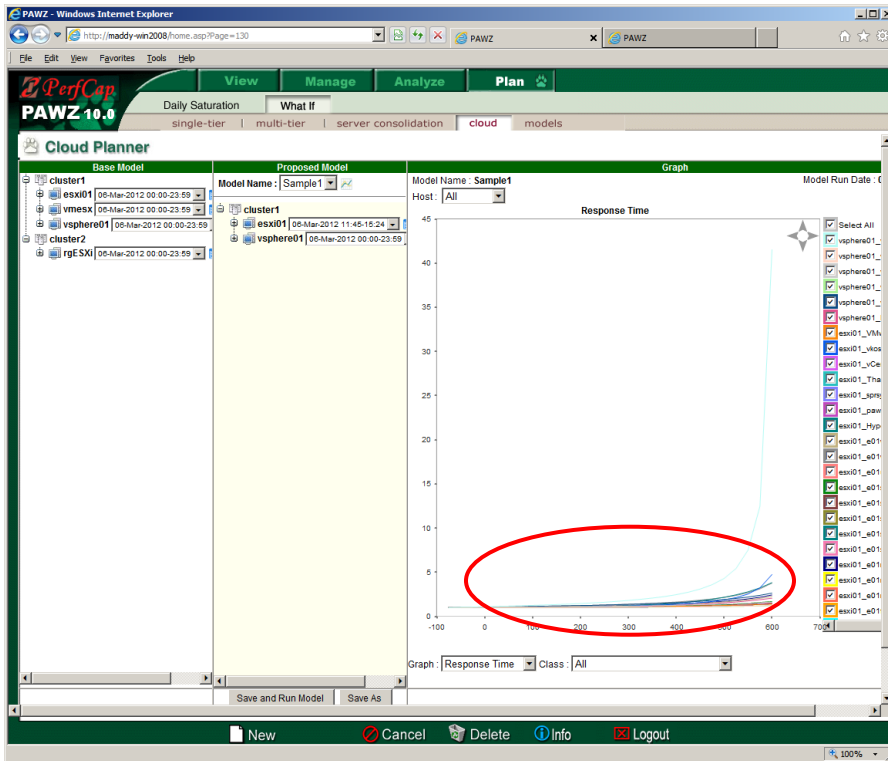 PAWZ - Windows Internet Explorer
http://maddy-win2008/home.asp?Page=130
PAWZ
PAWZ
File Edit View Favorites Tools Help
PerfCap
PAWZ 10.0
View Manage Analyze Plan
Daily Saturation What If
single-tier | multi-tier | server consolidation cloud models
Cloud Planner
Base Model
cluster1
esxi01 06-Mar-2012 00:00-23:59
vmesx 06-Mar-2012 00:00-23:59
vsphere01 06-Mar-2012 00:00-23:59
cluster2
rgESXi 06-Mar-2012 00:00-23:59
Proposed Model
Model Name : Sample1
cluster1
esxi01 06-Mar-2012 11:45-15:24
vsphere01 06-Mar-2012 00:00-23:59
Graph
Model Name : Sample1 Model Run Date :
Host : All
Response Time
45
40
35
30
25
20
15
10
5
0
-100 0 100 200 300 400 500 600
Select All
vsphere01_
vsphere01_
vsphere01_
vsphere01_
vsphere01_
vsphere01_
esxi01_VMw
esxi01_vkos
esxi01_vCe
esxi01_Tha
esxi01_sprsy
esxi01_paw
esxi01_Hyp
esxi01_e01
esxi01_e01
esxi01_e01
esxi01_e01
esxi01_e01
esxi01_e01
esxi01_e01
esxi01_e01
esxi01_e01
esxi01_e01
esxi01_e01
esxi01_e01
Graph : Response Time Class : All
Save and Run Model Save As
New Cancel Delete Info Logout
100%